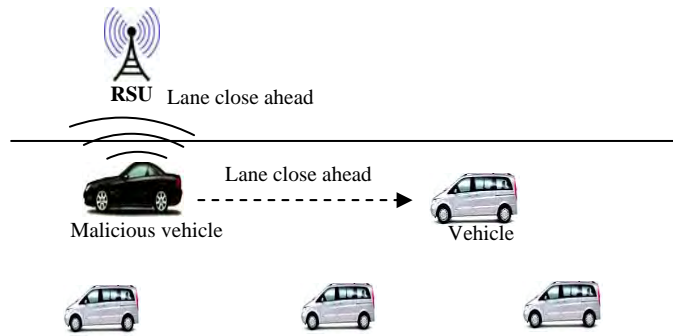 RSU
Lane close ahead
Lane close ahead
Malicious vehicle
Vehicle